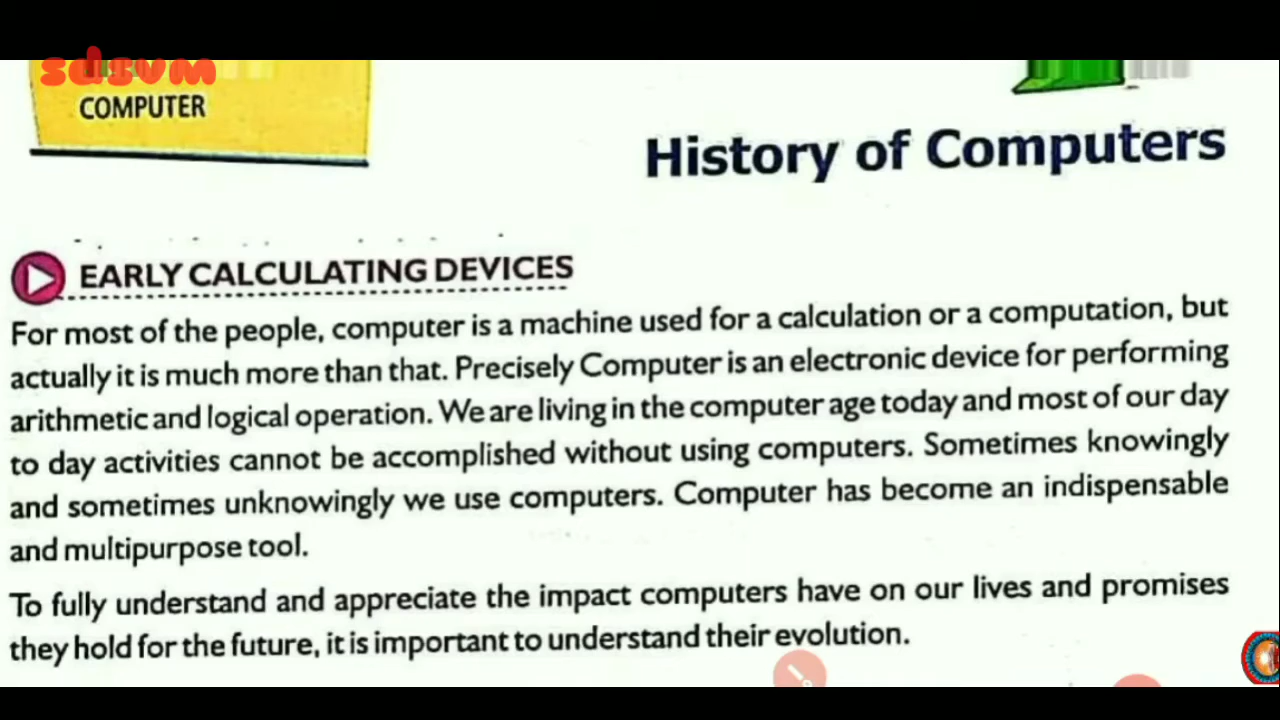 sdsvm
COMPUTER
History of Computers
EARLY CALCULATING DEVICES
For most of the people, computer is a machine used for a calculation or a computation, but
actually it is much more than that. Precisely Computer is an electronic device for performing
arithmetic and logical operation. We are living in the computer age today and most of our day
to day activities cannot be accomplished without using computers. Sometimes knowingly
and sometimes unknowingly we use computers. Computer has become an indispensable
and multipurpose tool.
To fully understand and appreciate the impact computers have on our lives and promises
they hold for the future, it is important to understand their evolution.